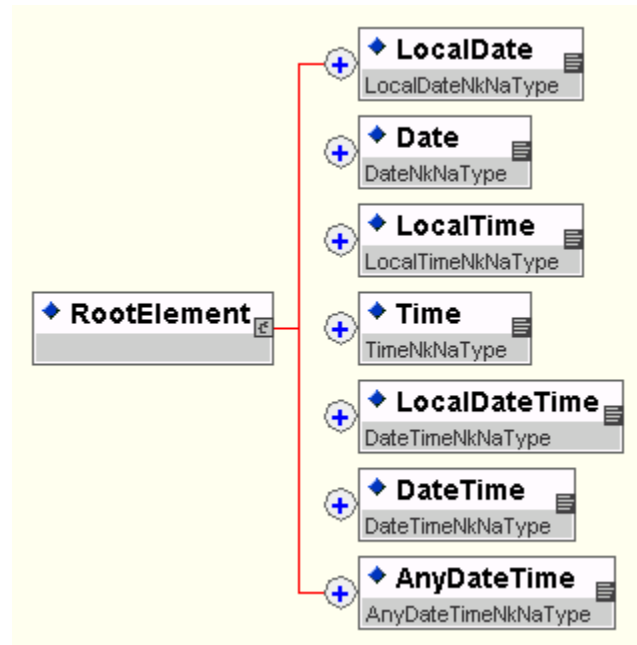 LocalDate
LocalDateNkNaType
Date
DateNkNaType
LocalTime
LocalTimeNkNaType
RootElement
Time
TimeNkNaType
LocalDateTime
DateTimeNkNaType
DateTime
DateTimeNkNaType
AnyDateTime
AnyDateTimeNkNaType